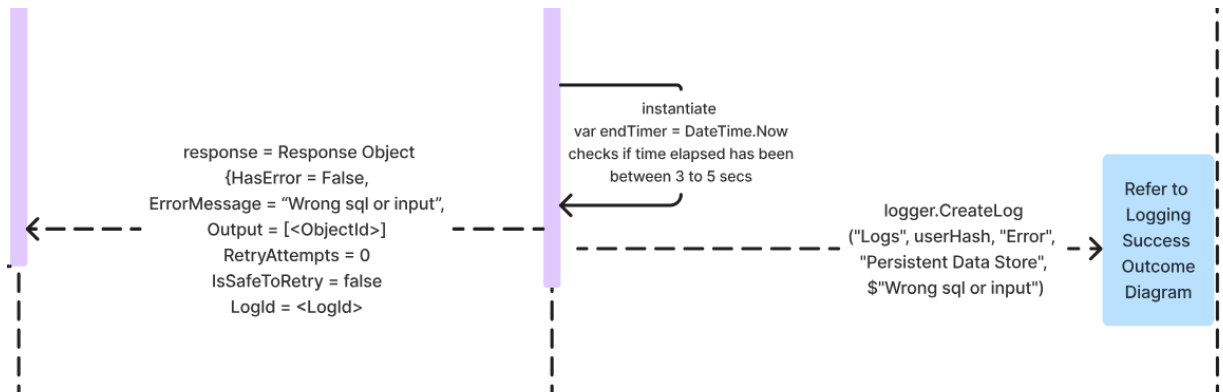 instantiate
var endTimer = DateTime.Now
checks if time elapsed has been
between 3 to 5 secs
response = Response Object
{HasError = False,
ErrorMessage = “Wrong sql or input”,
Output = [<ObjectId>]
RetryAttempts = 0
IsSafeToRetry = false
LogId = <LogId>
logger.CreateLog
("Logs", userHash, "Error",
"Persistent Data Store",
$"Wrong sql or input")
Refer to
Logging
Success
Outcome
Diagram